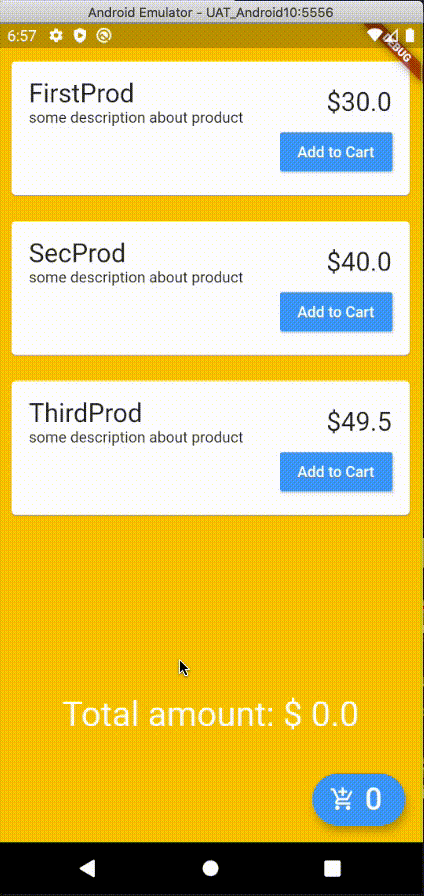 Android Emulator - UAT_Android10:5556
6:57
DEBUG
FirstProd
$30.0
some description about product
Add to Cart
SecProd
$40.0
some description about product
Add to Cart
ThirdProd
$49.5
some description about product
Add to Cart
Total amount: $ 0.0
0